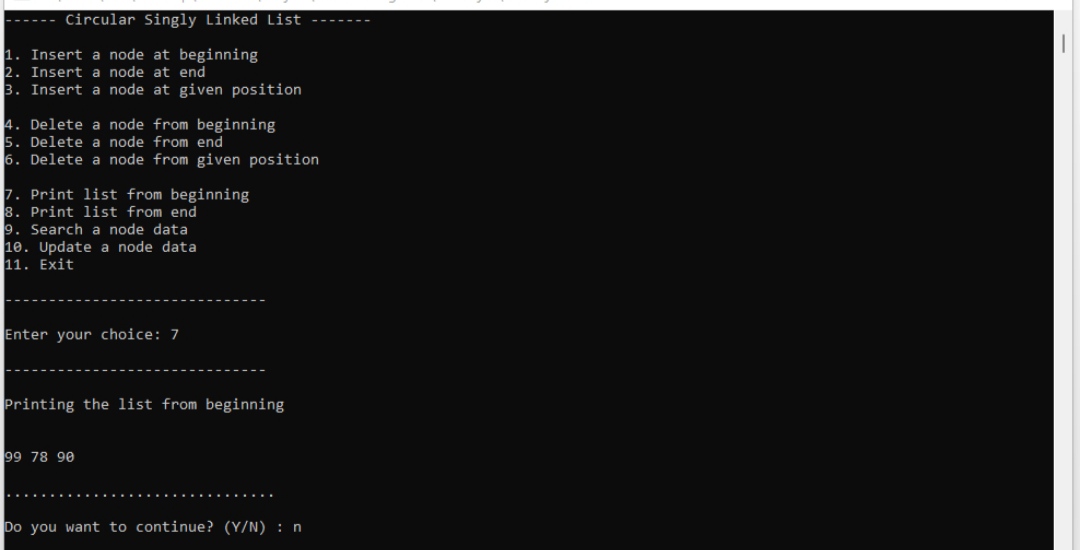 ------ Circular Singly Linked List -------
1. Insert a node at beginning
2. Insert a node at end
3. Insert a node at given position
4. Delete a node from beginning
5. Delete a node from end
6. Delete a node from given position
7. Print list from beginning
8. Print list from end
9. Search a node data
10. Update a node data
11. Exit
------------------------------
Enter your choice: 7
------------------------------
Printing the list from beginning
99 78 90
...............................
Do you want to continue? (Y/N) : n